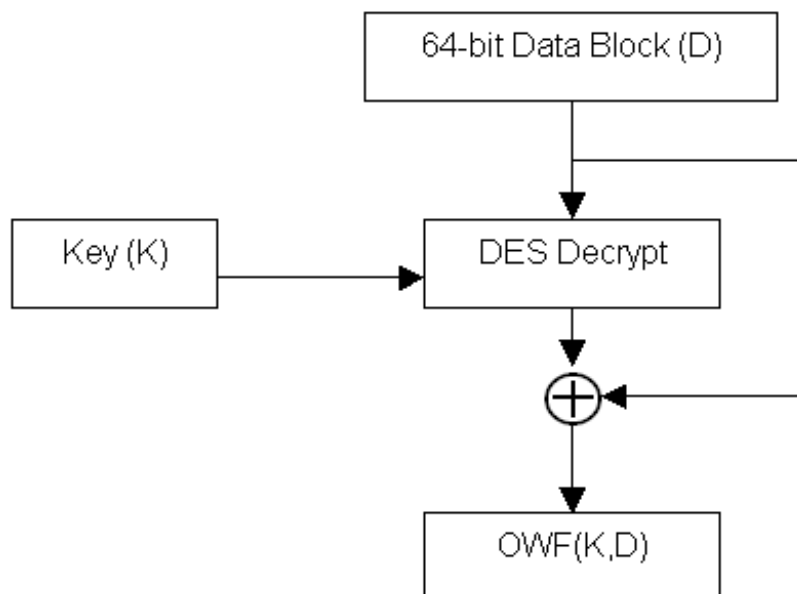 64-bit Data Block (D)
Key (K)
DES Decrypt
OWF(K,D)